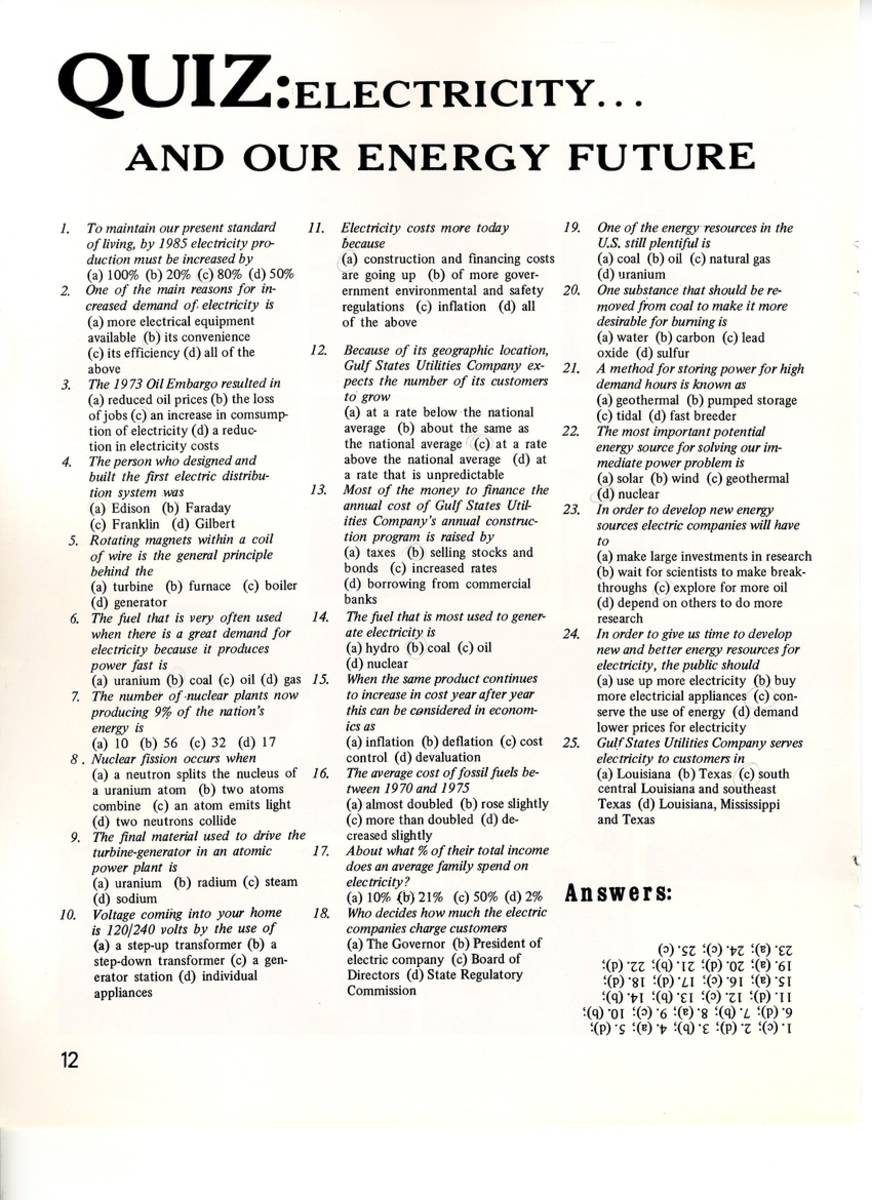 QUIZ: ELECTRICITY...
AND OUR ENERGY FUTURE
1. To maintain our present standard
of living, by 1985 electricity pro-
duction must be increased by
(a) 100% (b) 20% (c) 80% (d) 50%
2. One of the main reasons for in-
creased demand of electricity is
(a) more electrical equipment
available (b) its convenience
(c) its efficiency (d) all of the
above
3. The 1973 Oil Embargo resulted in
(a) reduced oil prices (b) the loss
of jobs (c) an increase in comsump-
tion of electricity (d) a reduc-
tion in electricity costs
4. The person who designed and
built the first electric distribu-
tion system was
(a) Edison (b) Faraday
(c) Franklin (d) Gilbert
5. Rotating magnets within a coil
of wire is the general principle
behind the
(a) turbine (b) furnace (c) boiler
(d) generator
6. The fuel that is very often used
when there is a great demand for
electricity because it produces
power fast is
(a) uranium (b) coal (c) oil (d) gas
7. The number of nuclear plants now
producing 9% of the nation's
energy is
(a) 10 (b) 56 (c) 32 (d) 17
8. Nuclear fission occurs when
(a) a neutron splits the nucleus of
a uranium atom (b) two atoms
combine (c) an atom emits light
(d) two neutrons collide
9. The final material used to drive the
turbine-generator in an atomic
power plant is
(a) uranium (b) radium (c) steam
(d) sodium
10. Voltage coming into your home
is 120/240 volts by the use of
(a) a step-up transformer (b) a
step-down transformer (c) a gen-
erator station (d) individual
appliances
11. Electricity costs more today
because
(a) construction and financing costs
are going up (b) of more gover-
ernment environmental and safety
regulations (c) inflation (d) all
of the above
12. Because of its geographic location,
Gulf States Utilities Company ex-
pects the number of its customers
to grow
(a) at a rate below the national
average (b) about the same as
the national average (c) at a rate
above the national average (d) at
a rate that is unpredictable
13. Most of the money to finance the
annual cost of Gulf States Util-
ities Company's annual construc-
tion program is raised by
(a) taxes (b) selling stocks and
bonds (c) increased rates
(d) borrowing from commercial
banks
14. The fuel that is most used to gener-
ate electricity is
(a) hydro (b) coal (c) oil
(d) nuclear
15. When the same product continues
to increase in cost year after year
this can be considered in econom-
ics as
(a) inflation (b) deflation (c) cost
control (d) devaluation
16. The average cost of fossil fuels be-
tween 1970 and 1975
(a) almost doubled (b) rose slightly
(c) more than doubled (d) de-
creased slightly
17. About what % of their total income
does an average family spend on
electricity?
(a) 10% (b) 21% (c) 50% (d) 2%
18. Who decides how much the electric
companies charge customers
(a) The Governor (b) President of
electric company (c) Board of
Directors (d) State Regulatory
Commission
19. One of the energy resources in the
U.S. still plentiful is
(a) coal (b) oil (c) natural gas
(d) uranium
20. One substance that should be re-
moved from coal to make it more
desirable for burning is
(a) water (b) carbon (c) lead
oxide (d) sulfur
21. A method for storing power for high
demand hours is known as
(a) geothermal (b) pumped storage
(c) tidal (d) fast breeder
22. The most important potential
energy source for solving our im-
mediate power problem is
(a) solar (b) wind (c) geothermal
(d) nuclear
23. In order to develop new energy
sources electric companies will have
to
(a) make large investments in research
(b) wait for scientists to make break-
throughs (c) explore for more oil
(d) depend on others to do more
research
24. In order to give us time to develop
new and better energy resources for
electricity, the public should
(a) use up more electricity (b) buy
more electricial appliances (c) con-
serve the use of energy (d) demand
lower prices for electricity
25. Gulf States Utilities Company serves
electricity to customers in
(a) Louisiana (b) Texas (c) south
central Louisiana and southeast
Texas (d) Louisiana, Mississippi
and Texas
Answers:
1. (c); 2. (d); 3. (b); 4. (a); 5. (d);
6. (d); 7. (b); 8. (a); 9. (c); 10. (b);
11. (d); 12. (c); 13. (b); 14. (b);
15. (a); 16. (c); 17. (d); 18. (d);
19. (a); 20. (d); 21. (b); 22. (d);
23. (a); 24. (c); 25. (c)
12